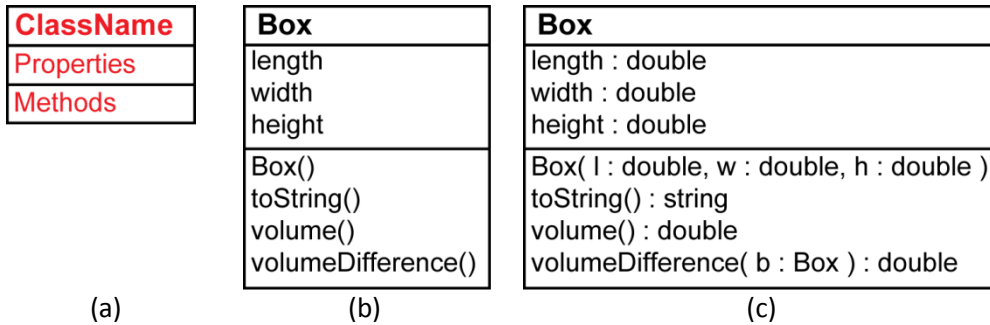 ClassName
Properties
Methods
(a)
Box
length
width
height
Box()
toString()
volume()
volumeDifference()
(b)
Box
length : double
width : double
height : double
Box( l : double, w : double, h : double )
toString() : string
volume() : double
volumeDifference( b : Box ) : double
(c)